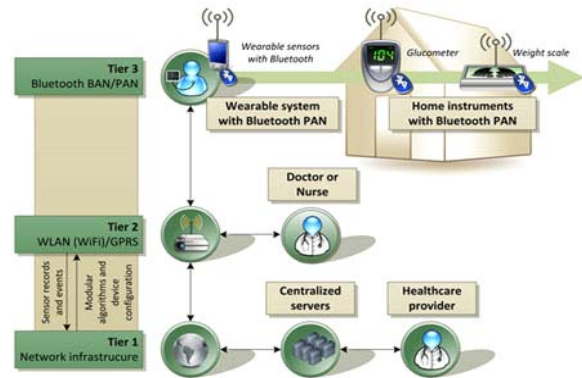 Tier 3
Bluetooth BAN/PAN
Wearable sensors
with Bluetooth
Glucometer
104
Weight scale
Wearable system
with Bluetooth PAN
Home instruments
with Bluetooth PAN
Doctor or
Nurse
Tier 2
WLAN (WiFi)/GPRS
Sensor records
and events
Modular
algorithms and
device
configuration
Centralized
servers
Healthcare
provider
Tier 1
Network infrastrucure